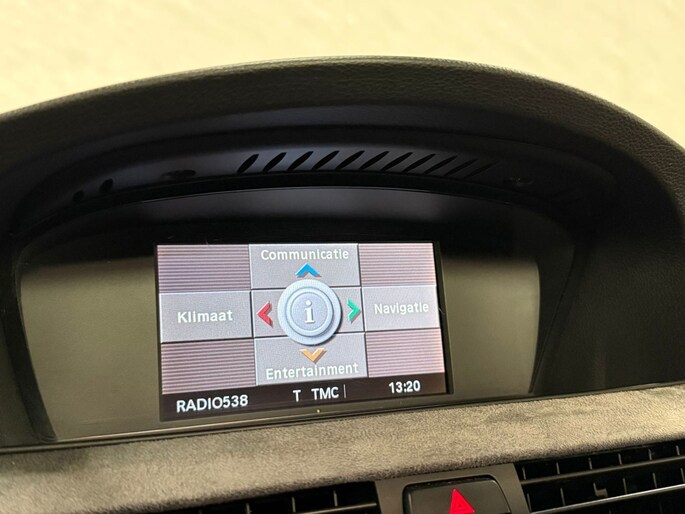 Communicatie
Klimaat
i
Navigatie
Entertainment
RADIO538 T TMC 13:20